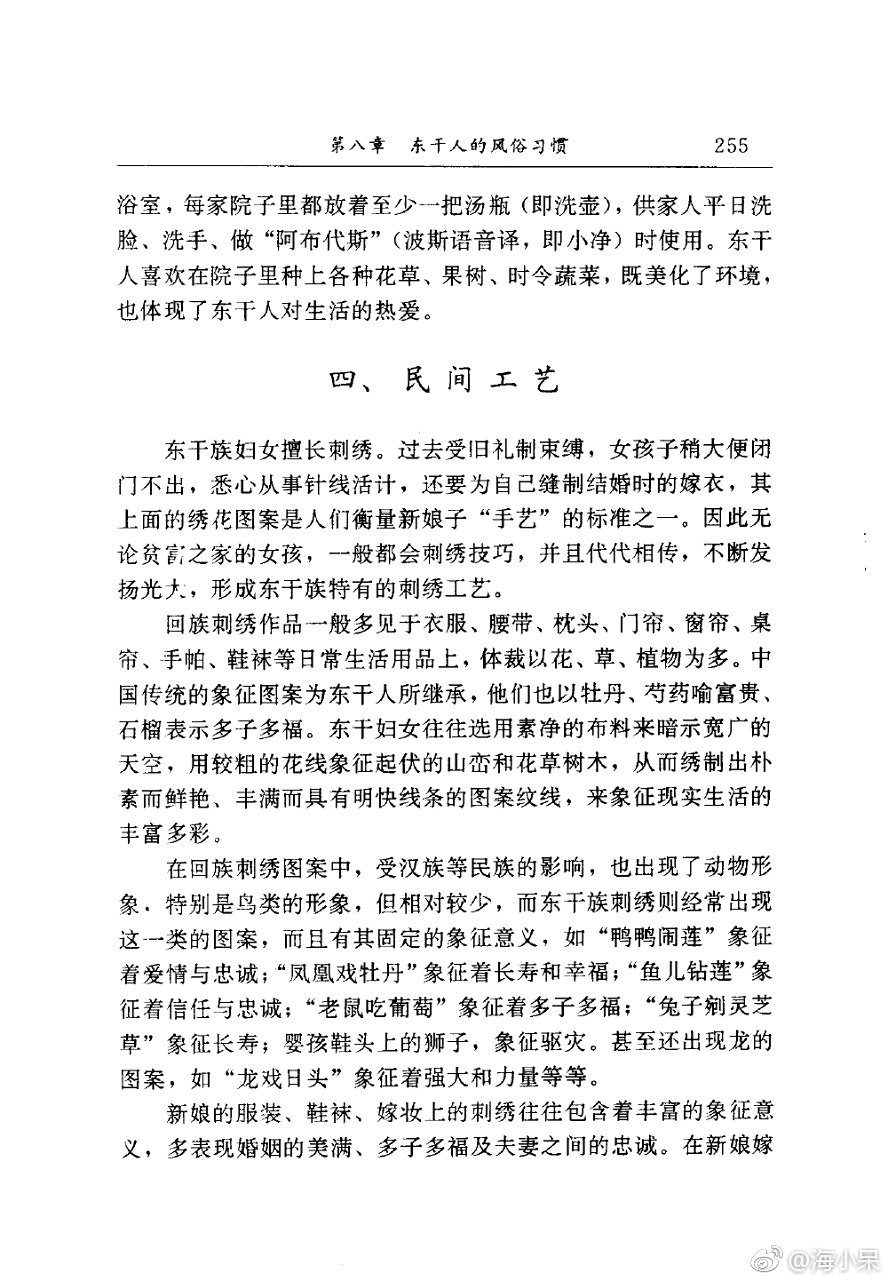 第八章 东干人的风俗习惯 255
浴室，每家院子里都放着至少一把汤瓶（即洗壶），供家人平日洗
脸、洗手、做“阿布代斯”（波斯语音译，即小净）时使用。东干
人喜欢在院子里种上各种花草、果树、时令蔬菜，既美化了环境，
也体现了东干人对生活的热爱。
四、民间工艺
东干族妇女擅长刺绣。过去受旧礼制束缚，女孩子稍大便闭
门不出，悉心从事针线活计，还要为自己缝制结婚时的嫁衣，其
上面的绣花图案是人们衡量新娘子“手艺”的标准之一。因此无
论贫富之家的女孩，一般都会刺绣技巧，并且代代相传，不断发
扬光大，形成东干族特有的刺绣工艺。
回族刺绣作品一般多见于衣服、腰带、枕头、门帘、窗帘、桌
帘、手帕、鞋袜等日常生活用品上，体裁以花、草、植物为多。中
国传统的象征图案为东干人所继承，他们也以牡丹、芍药喻富贵、
石榴表示多子多福。东干妇女往往选用素净的布料来暗示宽广的
天空，用较粗的花线象征起伏的山峦和花草树木，从而绣制出朴
素而鲜艳、丰满而具有明快线条的图案纹线，来象征现实生活的
丰富多彩。
在回族刺绣图案中，受汉族等民族的影响，也出现了动物形
象．特别是鸟类的形象，但相对较少，而东干族刺绣则经常出现
这一类的图案，而且有其固定的象征意义，如“鸭鸭闹莲”象征
着爱情与忠诚；“凤凰戏牡丹”象征着长寿和幸福；“鱼儿钻莲”象
征着信任与忠诚；“老鼠吃葡萄”象征着多子多福；“兔子剜灵芝
草”象征长寿；婴孩鞋头上的狮子，象征驱灾。甚至还出现龙的
图案，如“龙戏日头”象征着强大和力量等等。
新娘的服装、鞋袜、嫁妆上的刺绣往往包含着丰富的象征意
义，多表现婚姻的美满、多子多福及夫妻之间的忠诚。在新娘嫁
@海小呆